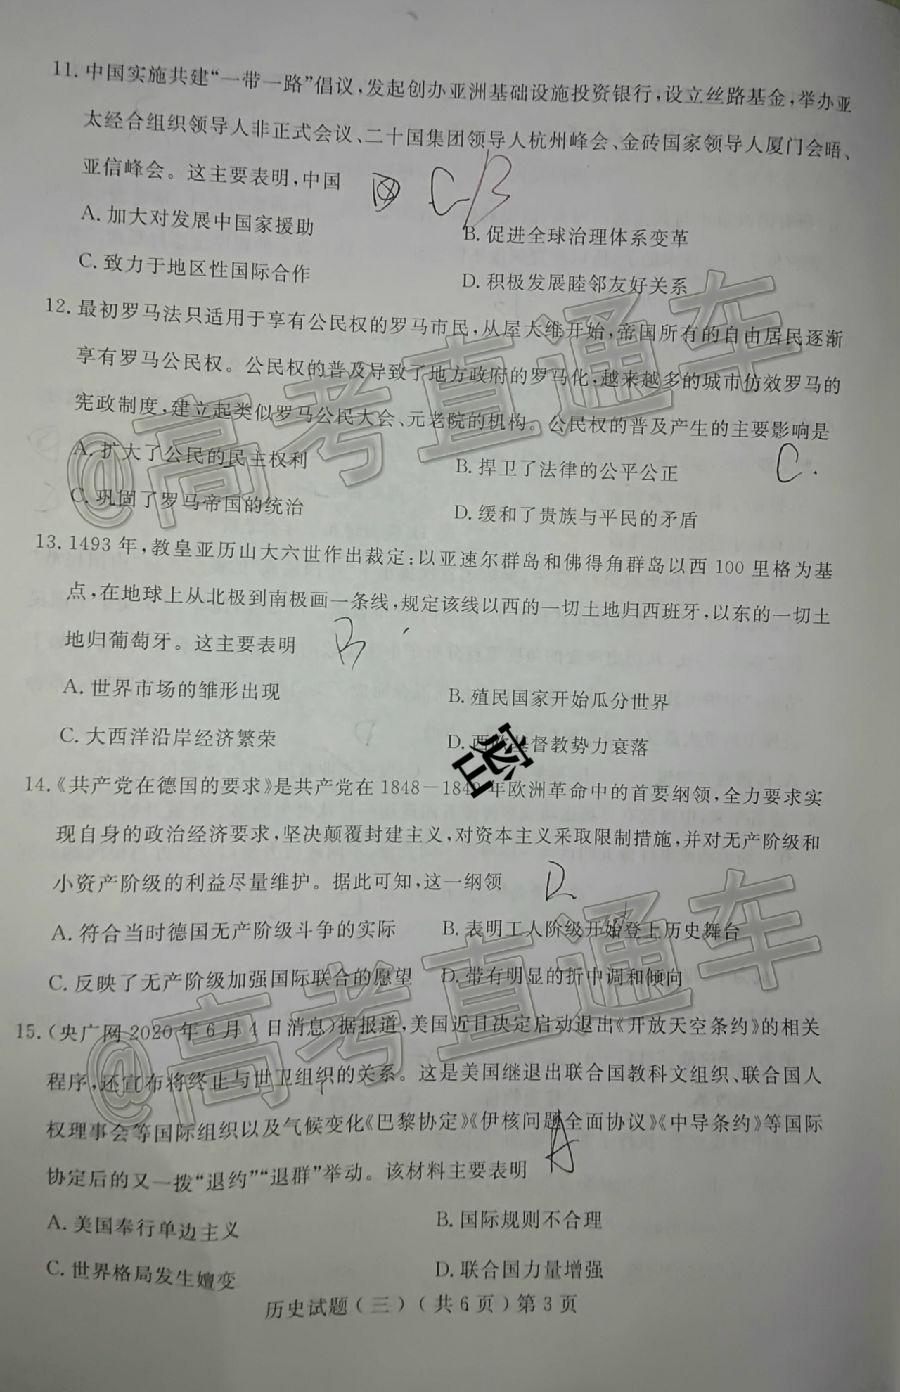 11. 中国实施共建“一带一路”倡议，发起创办亚洲基础设施投资银行，设立丝路基金，举办亚
太经合组织领导人非正式会议、二十国集团领导人杭州峰会、金砖国家领导人厦门会晤、
亚信峰会。这主要表明，中国
C B
A. 加大对发展中国家援助 B. 促进全球治理体系变革
C. 致力于地区性国际合作 D. 积极发展睦邻友好关系
12. 最初罗马法只适用于享有公民权的罗马市民，从屋大维开始，帝国所有的自由居民逐渐
享有罗马公民权。公民权的普及导致了地方政府的罗马化，越来越多的城市仿效罗马的
宪政制度，建立起类似罗马公民大会、元老院的机构。公民权的普及产生的主要影响是
A. 扩大了公民的民主权利 B. 捍卫了法律的公平公正 C.
C. 巩固了罗马帝国的统治 D. 缓和了贵族与平民的矛盾
13. 1493 年，教皇亚历山大六世作出裁定：以亚速尔群岛和佛得角群岛以西 100 里格为基
点，在地球上从北极到南极画一条线，规定该线以西的一切土地归西班牙，以东的一切土
地归葡萄牙。这主要表明 B
A. 世界市场的雏形出现 B. 殖民国家开始瓜分世界
C. 大西洋沿岸经济繁荣 D. 西欧基督教势力衰落
密
14.《共产党在德国的要求》是共产党在 1848－184 年欧洲革命中的首要纲领，全力要求实
现自身的政治经济要求，坚决颠覆封建主义，对资本主义采取限制措施，并对无产阶级和
小资产阶级的利益尽量维护。据此可知，这一纲领
A. 符合当时德国无产阶级斗争的实际 B. 表明工人阶级开始登上历史舞台
C. 反映了无产阶级加强国际联合的愿望 D. 带有明显的折中调和倾向
15.（央广网 2020 年 6 月 4 日消息）据报道，美国近日决定启动退出《开放天空条约》的相关
程序，还宣布将终止与世卫组织的关系。这是美国继退出联合国教科文组织、联合国人
权理事会等国际组织以及气候变化《巴黎协定》《伊核问题全面协议》《中导条约》等国际
协定后的又一拨“退约”“退群”举动。该材料主要表明 A
A. 美国奉行单边主义 B. 国际规则不合理
C. 世界格局发生嬗变 D. 联合国力量增强
历史试题（三）（共 6 页）第 3 页
@高考直通车
@高考直通车